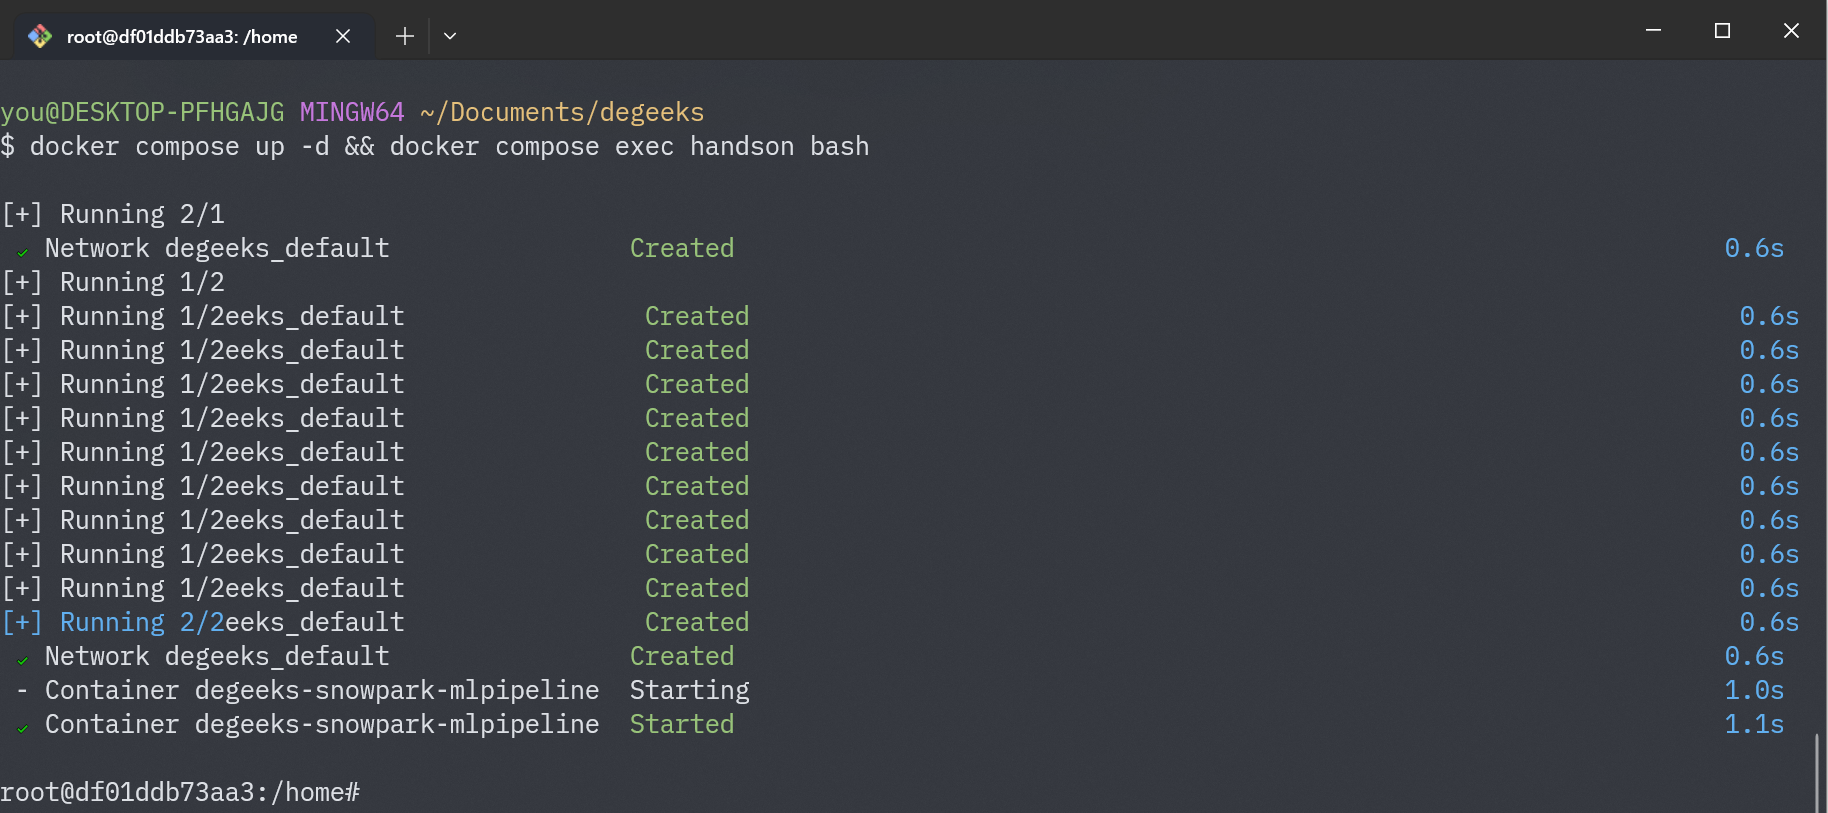 root@df01ddb73aa3: /home
you@DESKTOP-PFHGAJG MINGW64 ~/Documents/degeeks
$ docker compose up -d && docker compose exec handson bash
[+] Running 2/1
✓ Network degeeks_default Created 0.6s
[+] Running 1/2
[+] Running 1/2eeks_default Created 0.6s
[+] Running 1/2eeks_default Created 0.6s
[+] Running 1/2eeks_default Created 0.6s
[+] Running 1/2eeks_default Created 0.6s
[+] Running 1/2eeks_default Created 0.6s
[+] Running 1/2eeks_default Created 0.6s
[+] Running 1/2eeks_default Created 0.6s
[+] Running 1/2eeks_default Created 0.6s
[+] Running 1/2eeks_default Created 0.6s
[+] Running 2/2eeks_default Created 0.6s
✓ Network degeeks_default Created 0.6s
- Container degeeks-snowpark-mlpipeline Starting 1.0s
✓ Container degeeks-snowpark-mlpipeline Started 1.1s
root@df01ddb73aa3:/home#